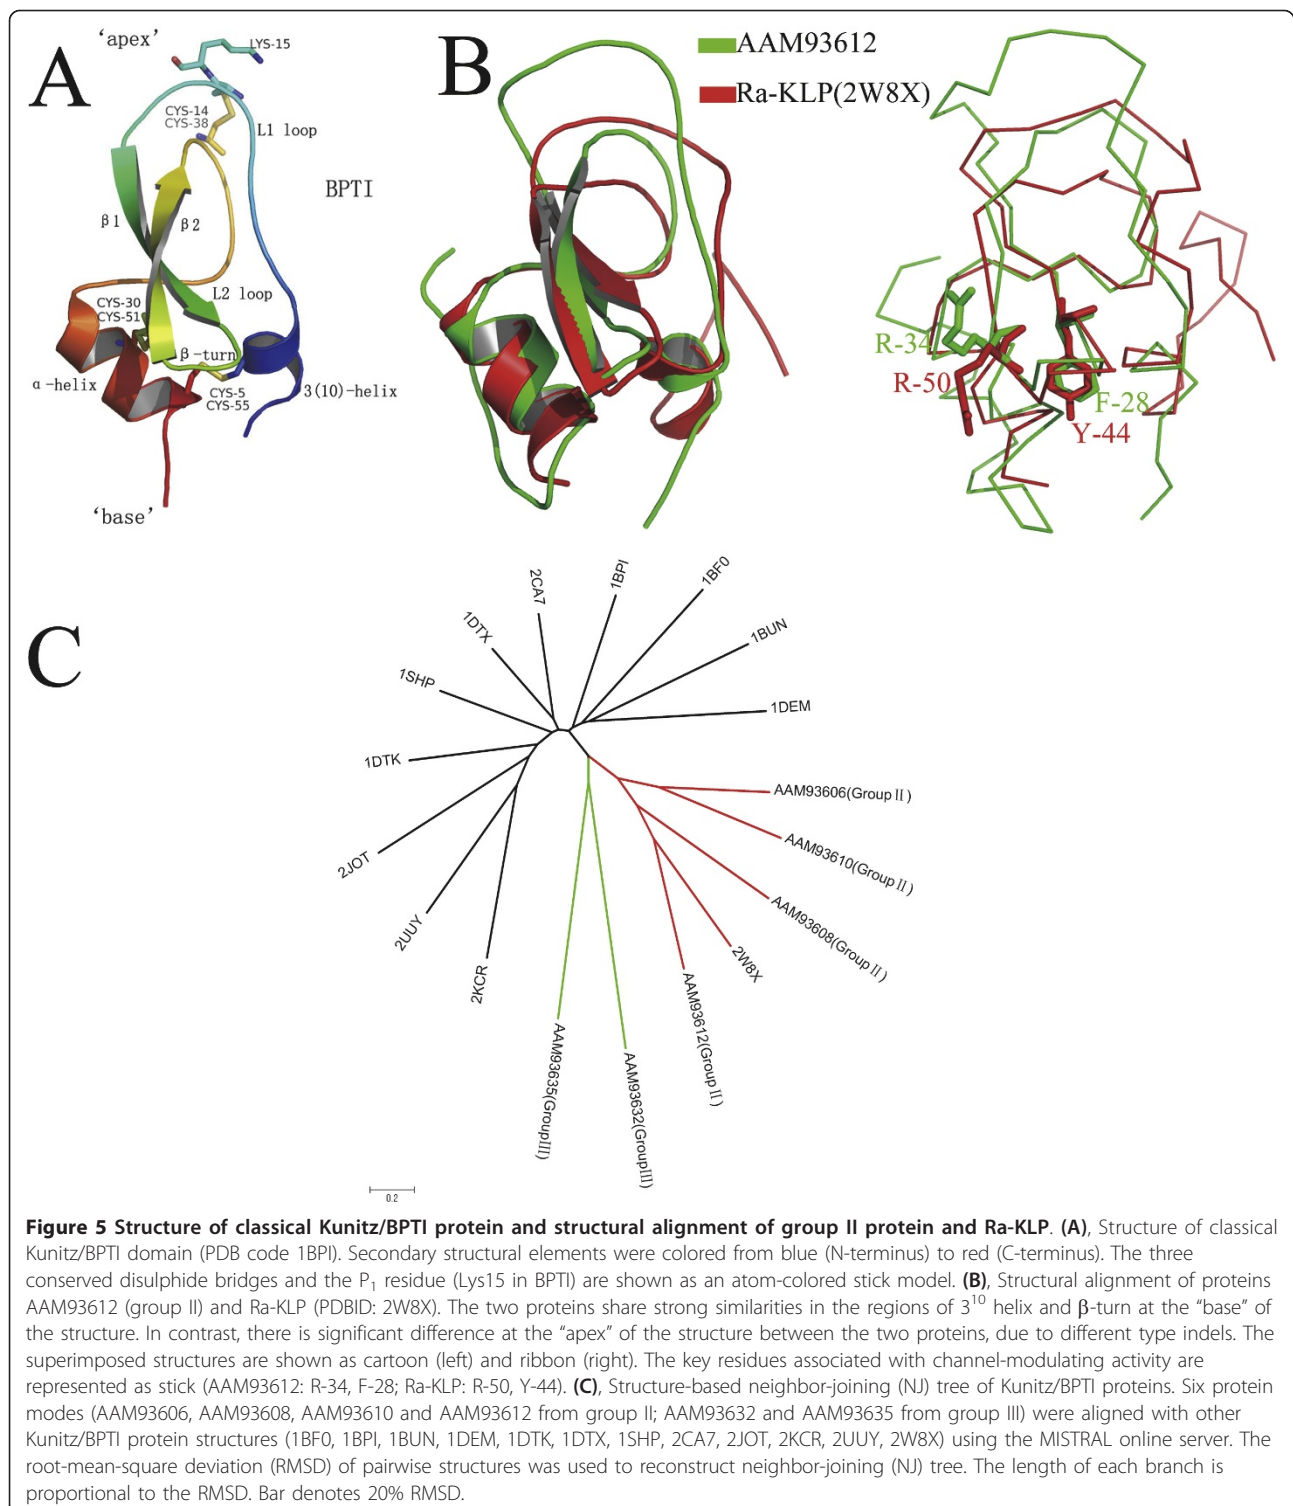 A
'apex'
LYS-15
CYS-14
CYS-38
L1 loop
BPTI
β1
β2
L2 loop
CYS-30
CYS-51
β-turn
α-helix
CYS-5
CYS-55
3(10)-helix
'base'
B
AAM93612
Ra-KLP(2W8X)
R-34
R-50
F-28
Y-44
C
2CA7
1BPI
1BF0
1DTX
1BUN
1SHP
1DEM
1DTK
AAM93606(Group II)
AAM93610(Group II)
2JOT
AAM93608(Group II)
2UUY
2W8X
2KCR
AAM93612(Group II)
AAM93635(GroupIII)
AAM93632(GroupIII)
0.2
Figure 5 Structure of classical Kunitz/BPTI protein and structural alignment of group II protein and Ra-KLP. (A), Structure of classical
Kunitz/BPTI domain (PDB code 1BPI). Secondary structural elements were colored from blue (N-terminus) to red (C-terminus). The three
conserved disulphide bridges and the P1 residue (Lys15 in BPTI) are shown as an atom-colored stick model. (B), Structural alignment of proteins
AAM93612 (group II) and Ra-KLP (PDBID: 2W8X). The two proteins share strong similarities in the regions of 3¹⁰ helix and β-turn at the “base” of
the structure. In contrast, there is significant difference at the “apex” of the structure between the two proteins, due to different type indels. The
superimposed structures are shown as cartoon (left) and ribbon (right). The key residues associated with channel-modulating activity are
represented as stick (AAM93612: R-34, F-28; Ra-KLP: R-50, Y-44). (C), Structure-based neighbor-joining (NJ) tree of Kunitz/BPTI proteins. Six protein
modes (AAM93606, AAM93608, AAM93610 and AAM93612 from group II; AAM93632 and AAM93635 from group III) were aligned with other
Kunitz/BPTI protein structures (1BF0, 1BPI, 1BUN, 1DEM, 1DTK, 1DTX, 1SHP, 2CA7, 2JOT, 2KCR, 2UUY, 2W8X) using the MISTRAL online server. The
root-mean-square deviation (RMSD) of pairwise structures was used to reconstruct neighbor-joining (NJ) tree. The length of each branch is
proportional to the RMSD. Bar denotes 20% RMSD.